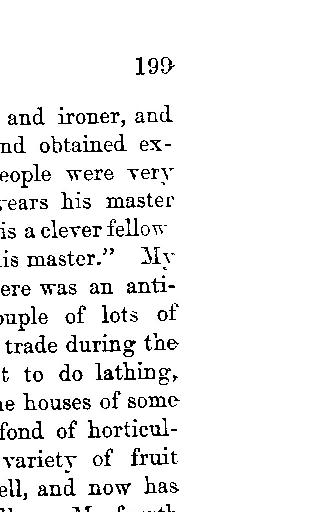 199
and ironer, and
nd obtained ex-
eople were very
ears his master
is a clever fellow
is master." My
ere was an anti-
ouple of lots of
trade during the
t to do lathing,
e houses of some
fond of horticul-
variety of fruit
ell, and now has